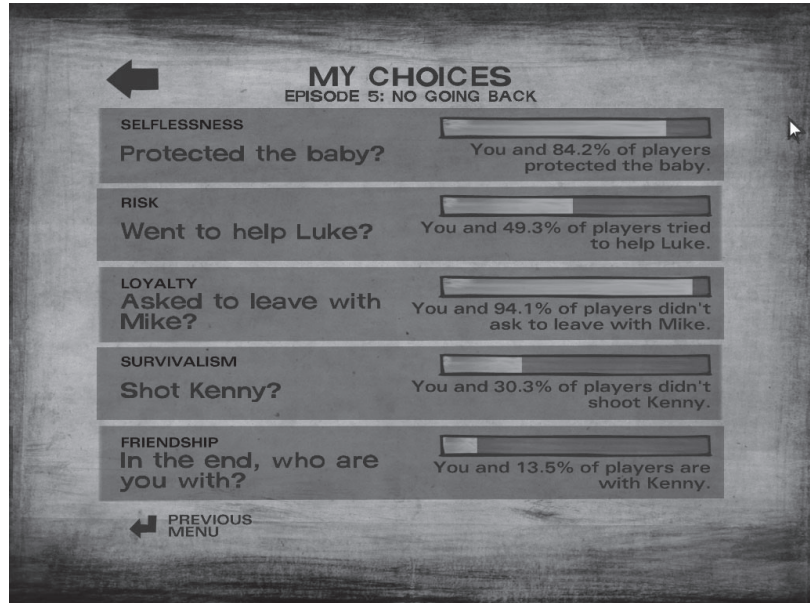 MY CHOICES
EPISODE 5: NO GOING BACK
SELFLESSNESS
Protected the baby?
You and 84.2% of players
protected the baby.
RISK
Went to help Luke?
You and 49.3% of players tried
to help Luke.
LOYALTY
Asked to leave with
Mike?
You and 94.1% of players didn't
ask to leave with Mike.
SURVIVALISM
Shot Kenny?
You and 30.3% of players didn't
shoot Kenny.
FRIENDSHIP
In the end, who are
you with?
You and 13.5% of players are
with Kenny.
PREVIOUS
MENU